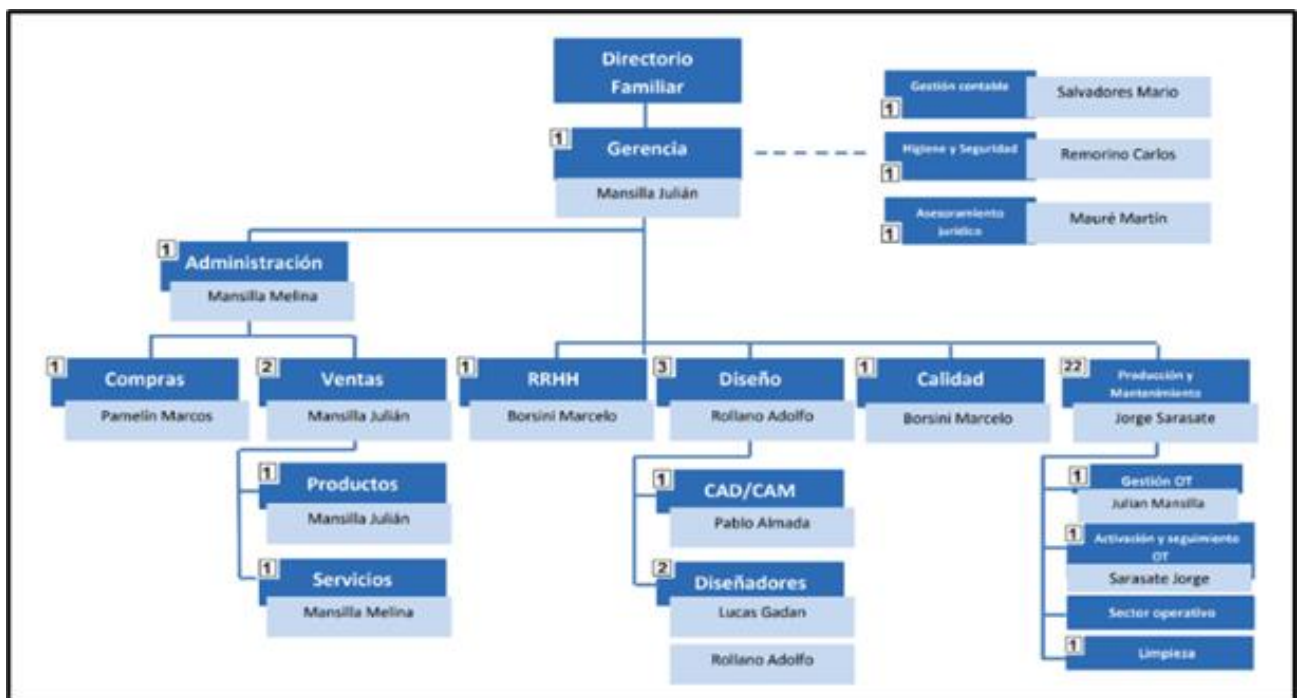 Directorio
Familiar
1
Gerencia
Mansilla Julián
Gestión contable
1
Salvadores Mario
Higiene y Seguridad
1
Remorino Carlos
Asesoramiento
jurídico
1
Mauré Martín
1
Administración
Mansilla Melina
1
Compras
Pamelín Marcos
2
Ventas
Mansilla Julián
1
RRHH
Borsini Marcelo
3
Diseño
Rollano Adolfo
1
Calidad
Borsini Marcelo
22
Producción y
Mantenimiento
Jorge Sarasate
1
Productos
Mansilla Julián
1
Servicios
Mansilla Melina
1
CAD/CAM
Pablo Almada
2
Diseñadores
Lucas Gadan
Rollano Adolfo
1
Gestión OT
Julian Mansilla
1
Activación y seguimiento
OT
Sarasate Jorge
Sector operativo
1
Limpieza